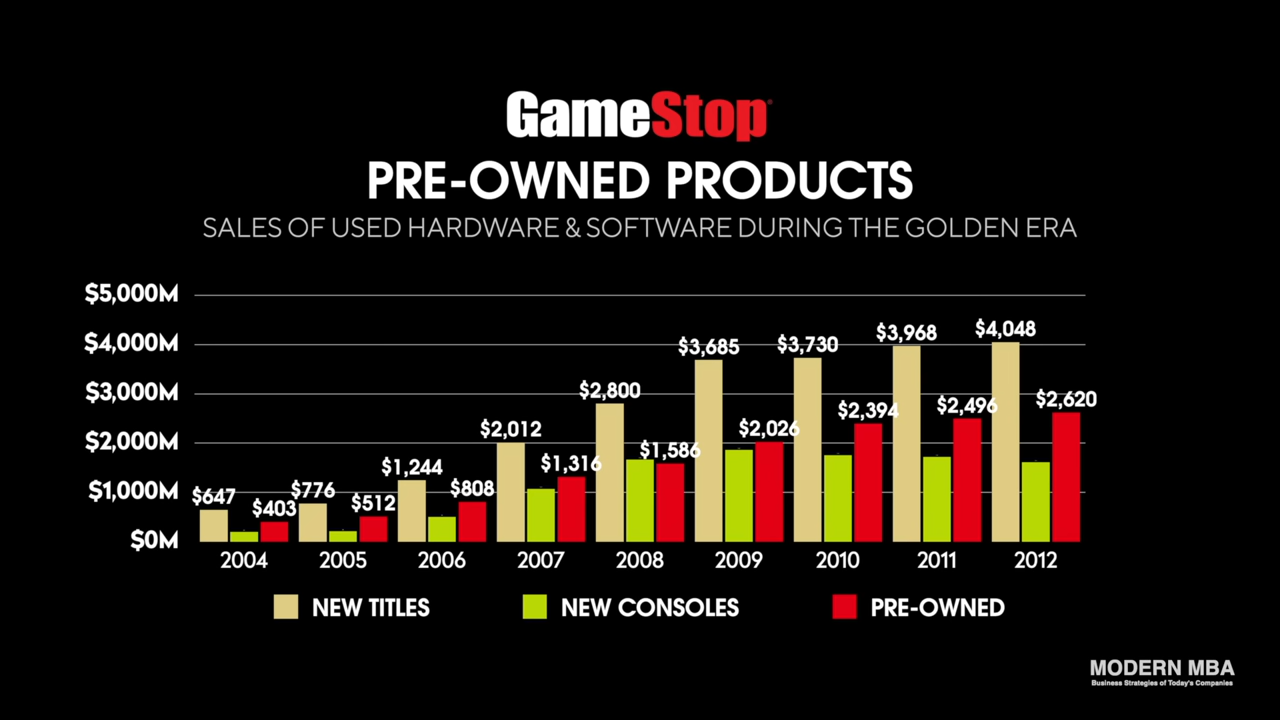 GameStop
PRE-OWNED PRODUCTS
SALES OF USED HARDWARE & SOFTWARE DURING THE GOLDEN ERA
$5,000M
$4,000M
$3,000M
$2,000M
$1,000M
$0M
$647 $403 $776 $512 $1,244 $808 $2,012 $1,316 $2,800 $1,586 $3,685 $2,026 $3,730 $2,394 $3,968 $2,496 $4,048 $2,620
2004 2005 2006 2007 2008 2009 2010 2011 2012
NEW TITLES NEW CONSOLES PRE-OWNED
MODERN MBA
Business Strategies of Today's Companies